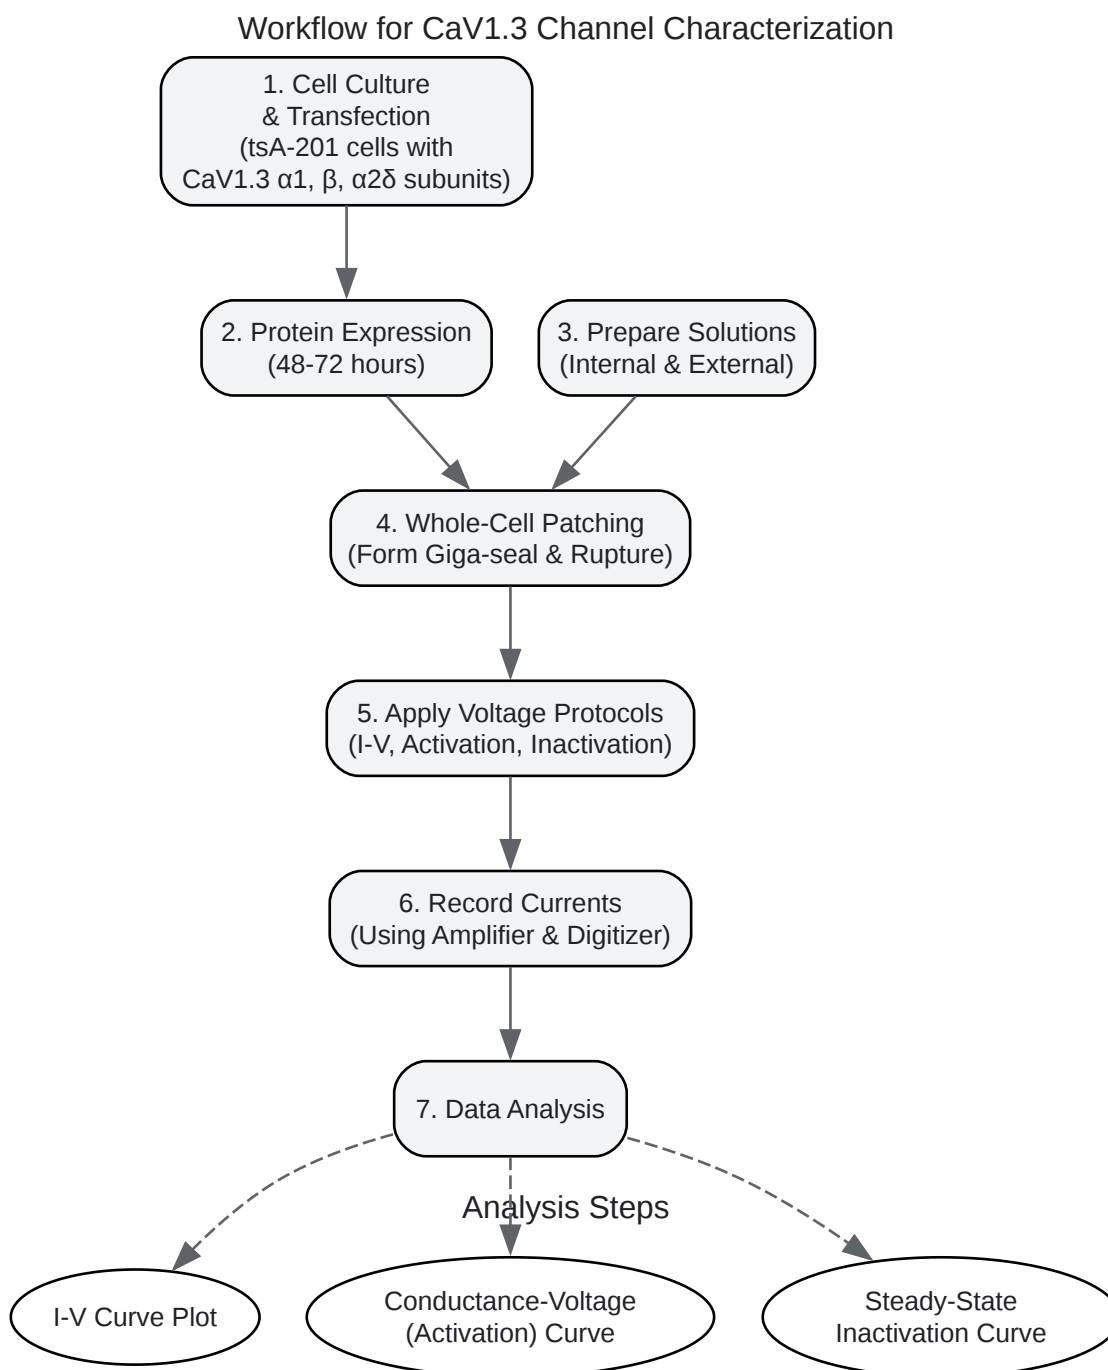 Workflow for CaV1.3 Channel Characterization
1. Cell Culture
& Transfection
(tsA-201 cells with
CaV1.3 α1, β, α2δ subunits)
2. Protein Expression
(48-72 hours)
3. Prepare Solutions
(Internal & External)
4. Whole-Cell Patching
(Form Giga-seal & Rupture)
5. Apply Voltage Protocols
(I-V, Activation, Inactivation)
6. Record Currents
(Using Amplifier & Digitizer)
7. Data Analysis
Analysis Steps
I-V Curve Plot
Conductance-Voltage
(Activation) Curve
Steady-State
Inactivation Curve